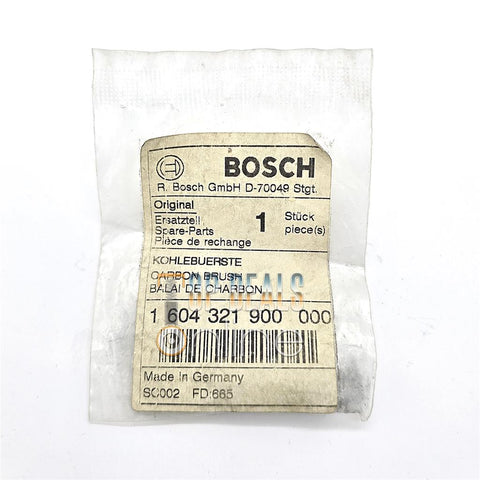 BOSCH
R. Bosch GmbH D-70049 Stgt.
Original
Ersatzteil
Spare-Parts
Pièce de rechange
1 Stück
piece(s)
KOHLEBUERSTE
CARBON BRUSH
BALAI DE CHARBON
1 604 321 900 000
Made in Germany
SC002 FD:665